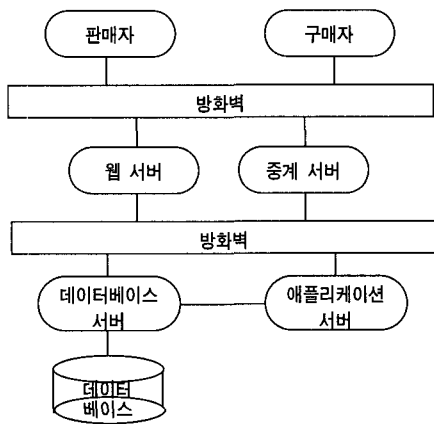 판매자
구매자
방화벽
웹 서버
중계 서버
방화벽
데이터베이스
서버
애플리케이션
서버
데이터
베이스